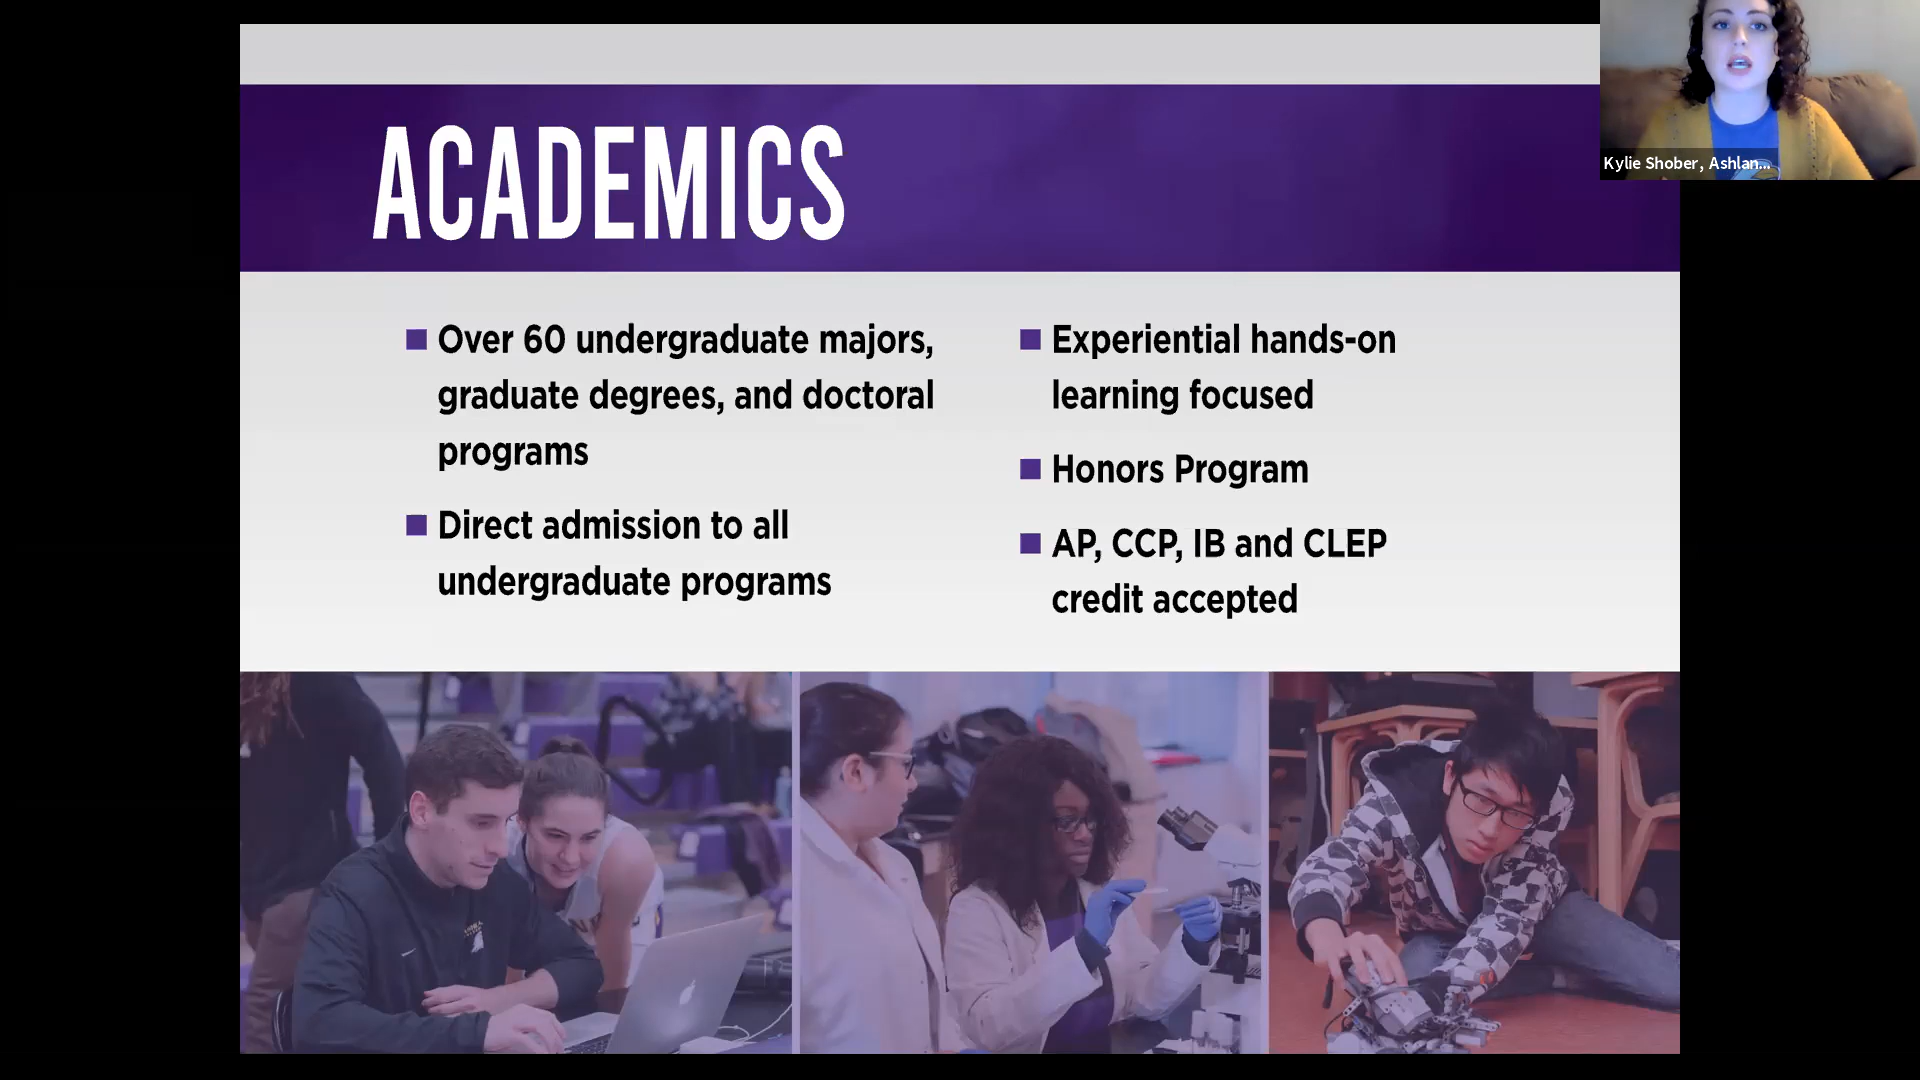 ACADEMICS
Over 60 undergraduate majors,
graduate degrees, and doctoral
programs
Direct admission to all
undergraduate programs
Experiential hands-on
learning focused
Honors Program
AP, CCP, IB and CLEP
credit accepted
Kylie Shober, Ashlan...